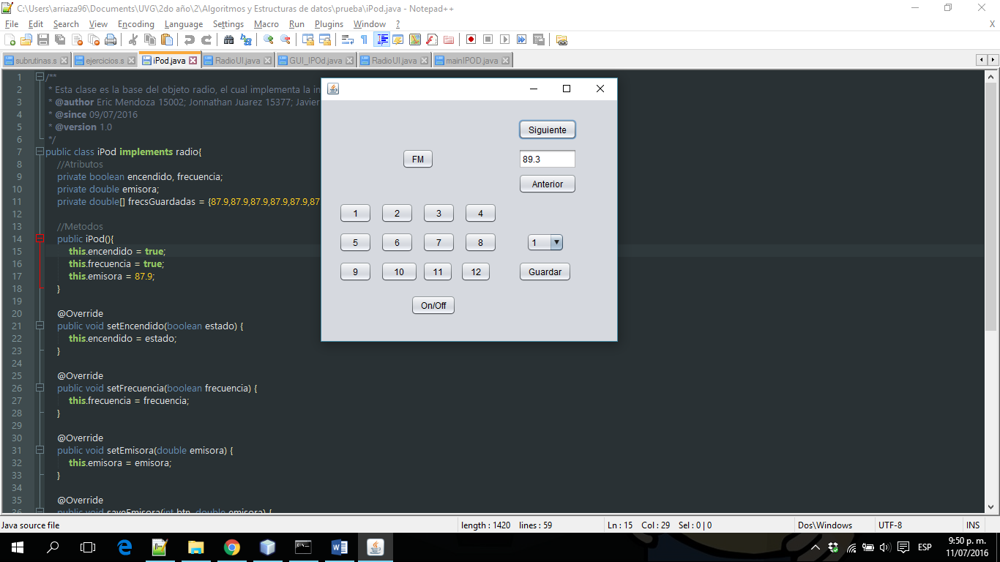 C:\Users\arriaza96\Documents\UVG\2do año\2\Algoritmos y Estructuras de datos\prueba\iPod.java - Notepad++
File Edit Search View Encoding Language Settings Macro Run Plugins Window ? X
subrutinas.s ejercicios.s iPod.java RadioUI.java GUI_IPOd.java RadioUI.java mainIPOD.java
1 /**
2 * Esta clase es la base del objeto radio, el cual implementa la in
3 * @author Eric Mendoza 15002; Jonnathan Juarez 15377; Javier
4 * @since 09/07/2016
5 * @version 1.0
6 */
7 public class iPod implements radio{
8 //Atributos
9 private boolean encendido, frecuencia;
10 private double emisora;
11 private double[] frecsGuardadas = {87.9,87.9,87.9,87.9,87.9,87
12
13 //Metodos
14 public iPod(){
15 this.encendido = true;
16 this.frecuencia = true;
17 this.emisora = 87.9;
18 }
19
20 @Override
21 public void setEncendido(boolean estado) {
22 this.encendido = estado;
23 }
24
25 @Override
26 public void setFrecuencia(boolean frecuencia) {
27 this.frecuencia = frecuencia;
28 }
29
30 @Override
31 public void setEmisora(double emisora) {
32 this.emisora = emisora;
33 }
34
35 @Override
36 public void saveEmisora(int btn, double emisora) {
Siguiente
FM 89.3
Anterior
1 2 3 4
5 6 7 8 1
9 10 11 12 Guardar
On/Off
Java source file length : 1420 lines : 59 Ln : 15 Col : 29 Sel : 0 | 0 Dos\Windows UTF-8 INS
ESP 9:50 p. m.
11/07/2016